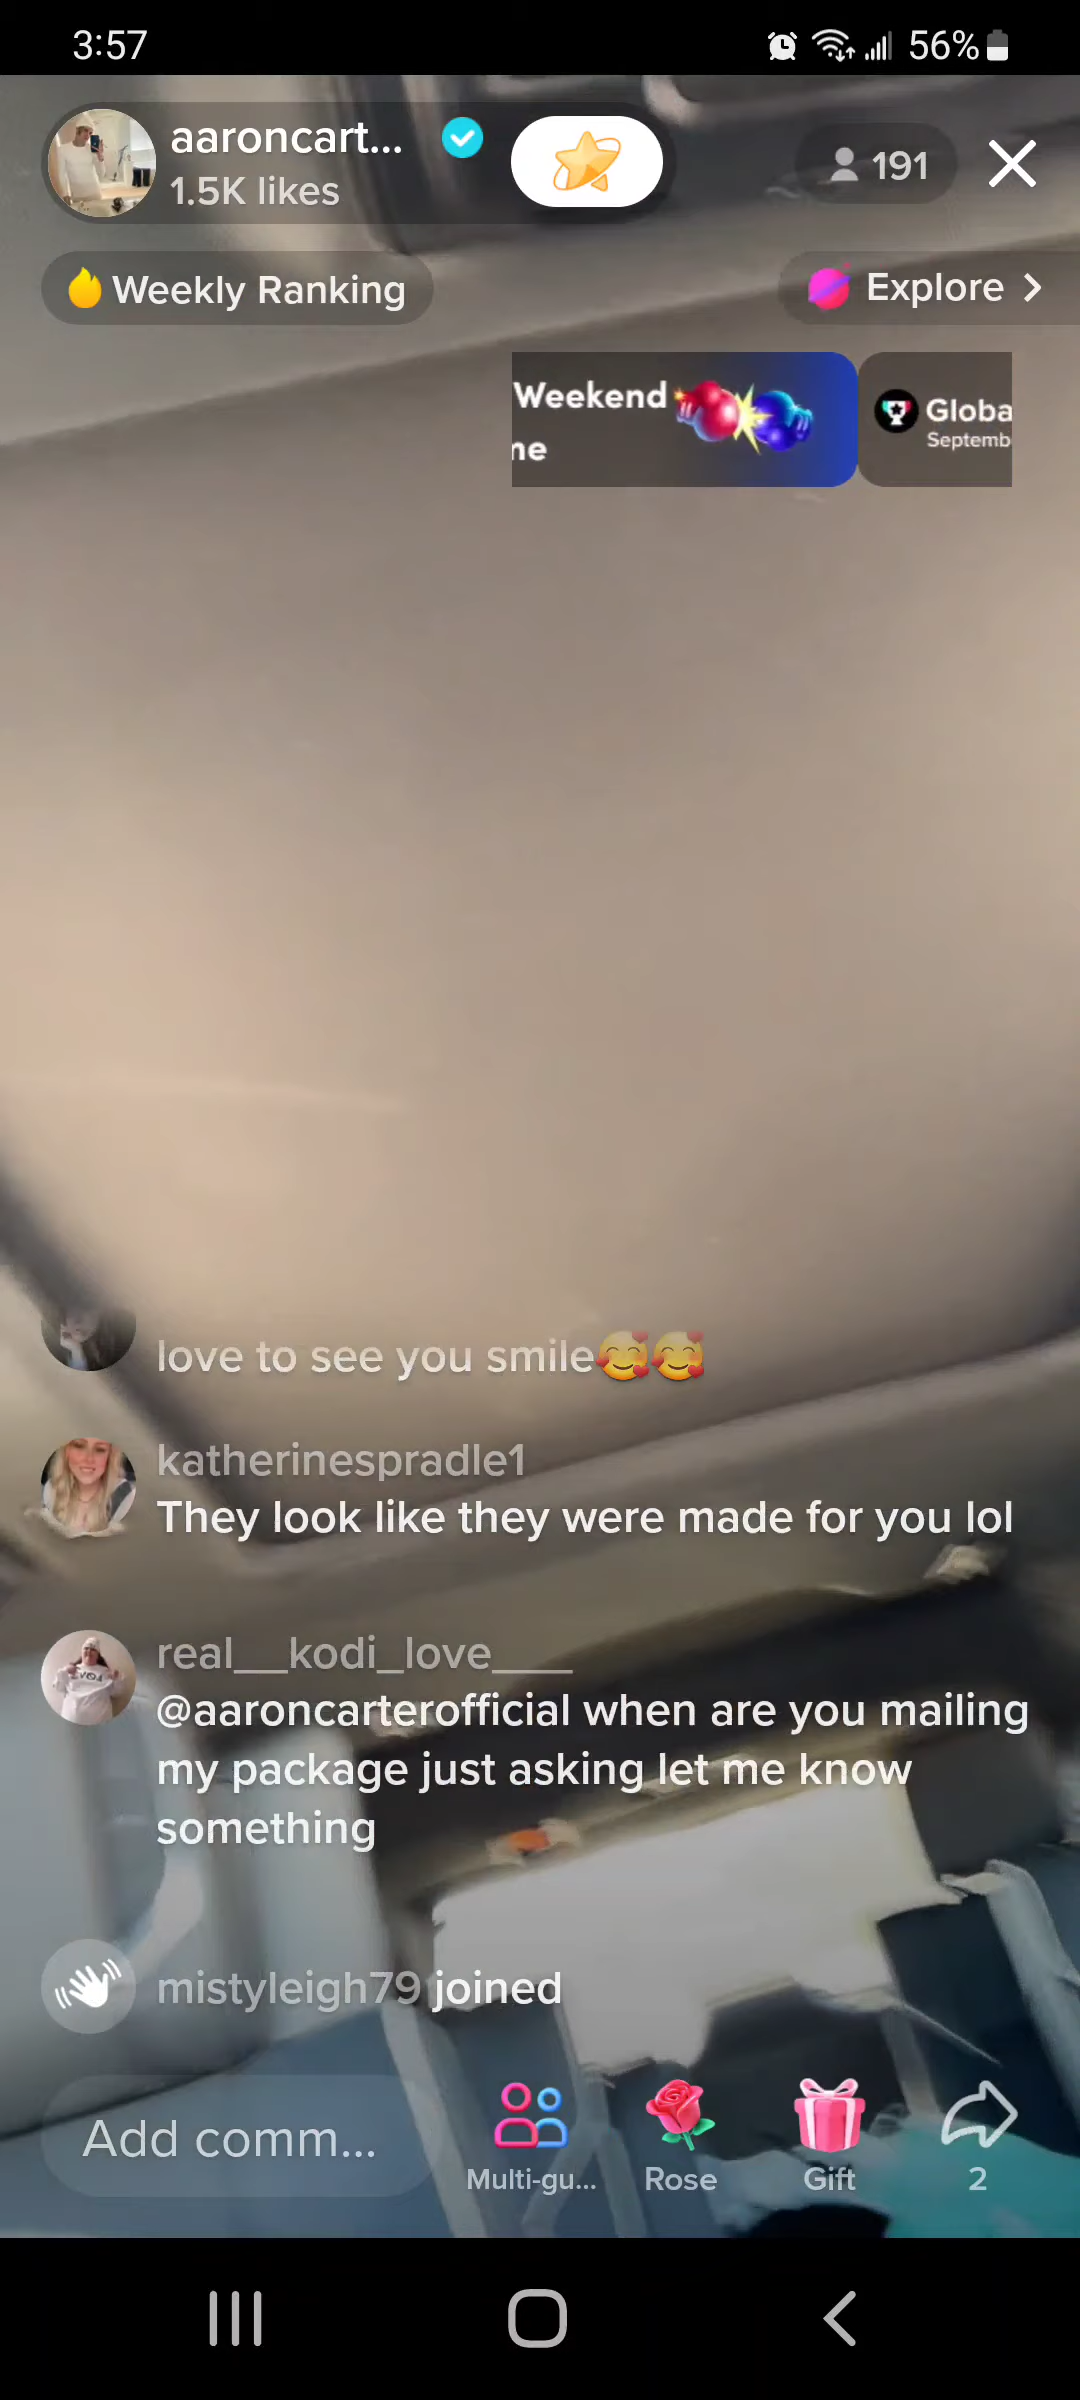 3:57
56%
aaroncart...
1.5K likes
191
Weekly Ranking
Explore >
Weekend
ne
Globa
Septemb
love to see you smile🥰🥰
katherinespradle1
They look like they were made for you lol
real__kodi_love___
@aaroncarterofficial when are you mailing
my package just asking let me know
something
mistyleigh79 joined
Add comm...
Multi-gu...
Rose
Gift
2